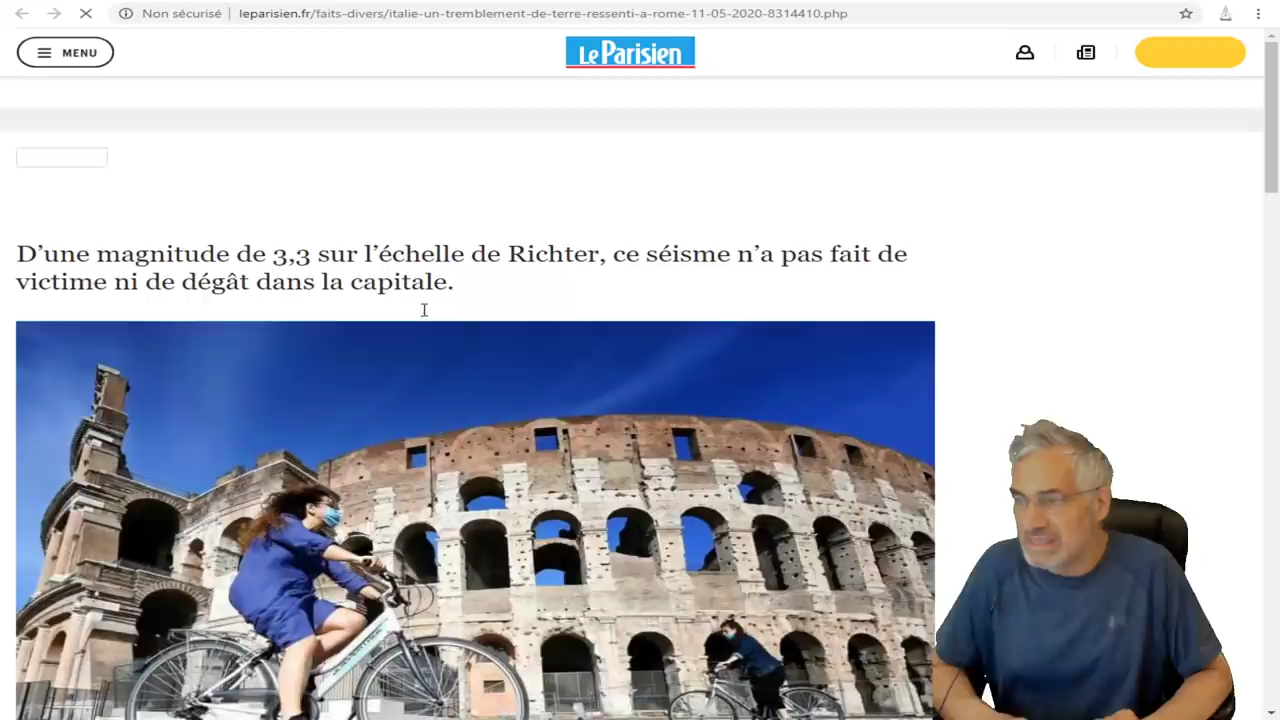 Non sécurisé | leparisien.fr/faits-divers/italie-un-tremblement-de-terre-ressenti-a-rome-11-05-2020-8314410.php
MENU
Le Parisien
D’une magnitude de 3,3 sur l’échelle de Richter, ce séisme n’a pas fait de
victime ni de dégât dans la capitale.